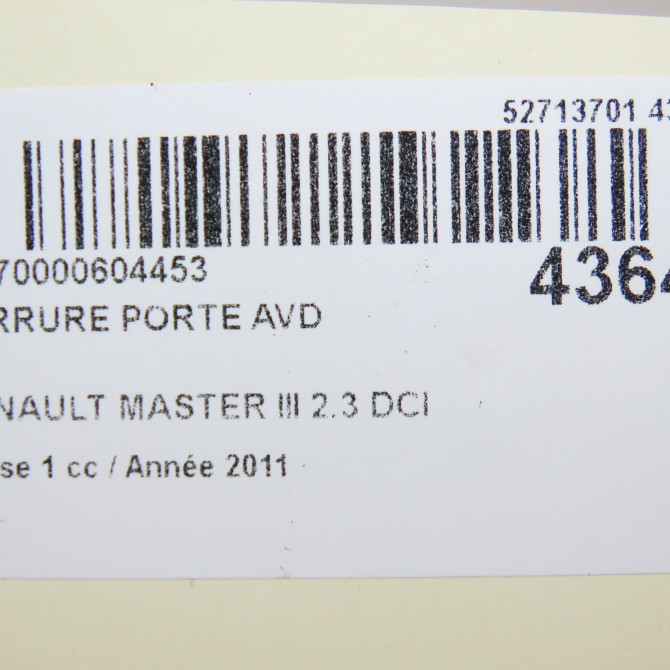 52713701 43
70000604453
4364
RRURE PORTE AVD
NAULT MASTER III 2.3 DCI
se 1 cc / Année 2011